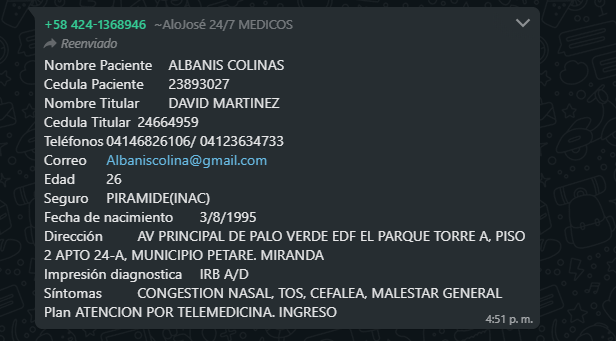 +58 424-1368946 ~AloJosé 24/7 MEDICOS
Reenviado
Nombre Paciente ALBANIS COLINAS
Cedula Paciente 23893027
Nombre Titular DAVID MARTINEZ
Cedula Titular 24664959
Teléfonos 04146826106/ 04123634733
Correo Albaniscolina@gmail.com
Edad 26
Seguro PIRAMIDE(INAC)
Fecha de nacimiento 3/8/1995
Dirección AV PRINCIPAL DE PALO VERDE EDF EL PARQUE TORRE A, PISO
2 APTO 24-A, MUNICIPIO PETARE. MIRANDA
Impresión diagnostica IRB A/D
Síntomas CONGESTION NASAL, TOS, CEFALEA, MALESTAR GENERAL
Plan ATENCION POR TELEMEDICINA. INGRESO
4:51 p. m.